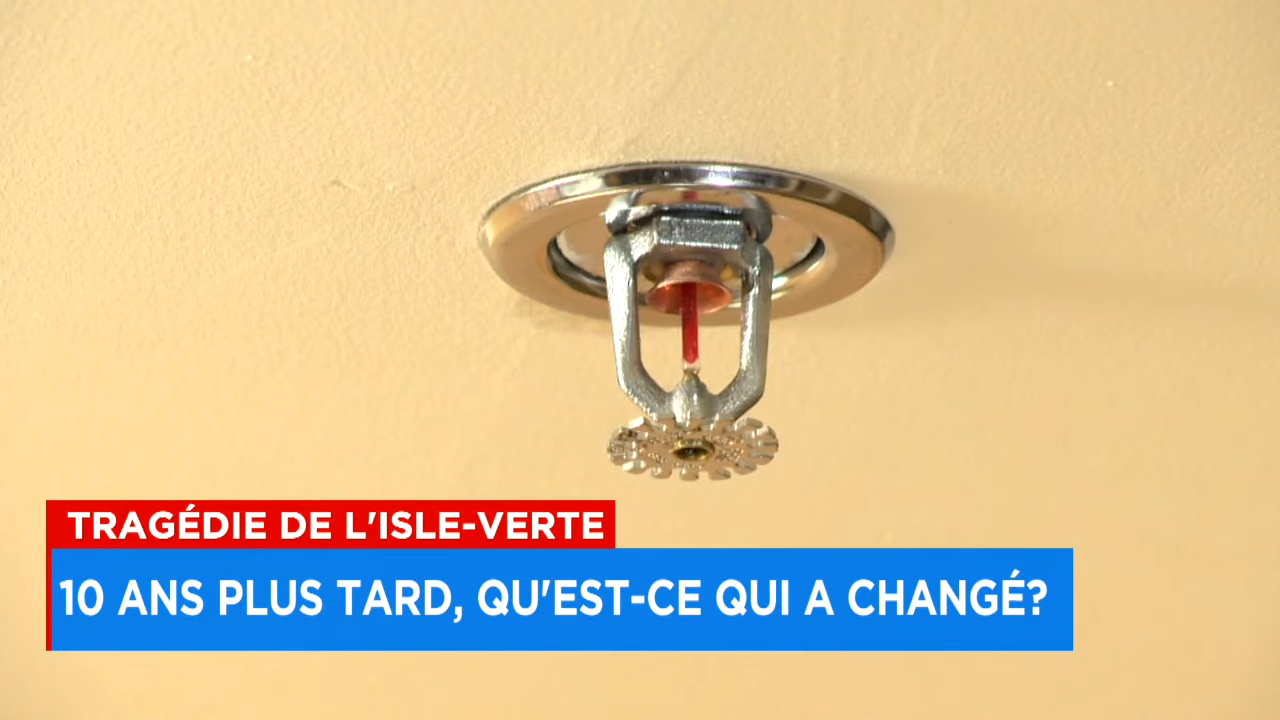 TRAGÉDIE DE L'ISLE-VERTE
10 ANS PLUS TARD, QU'EST-CE QUI A CHANGÉ?